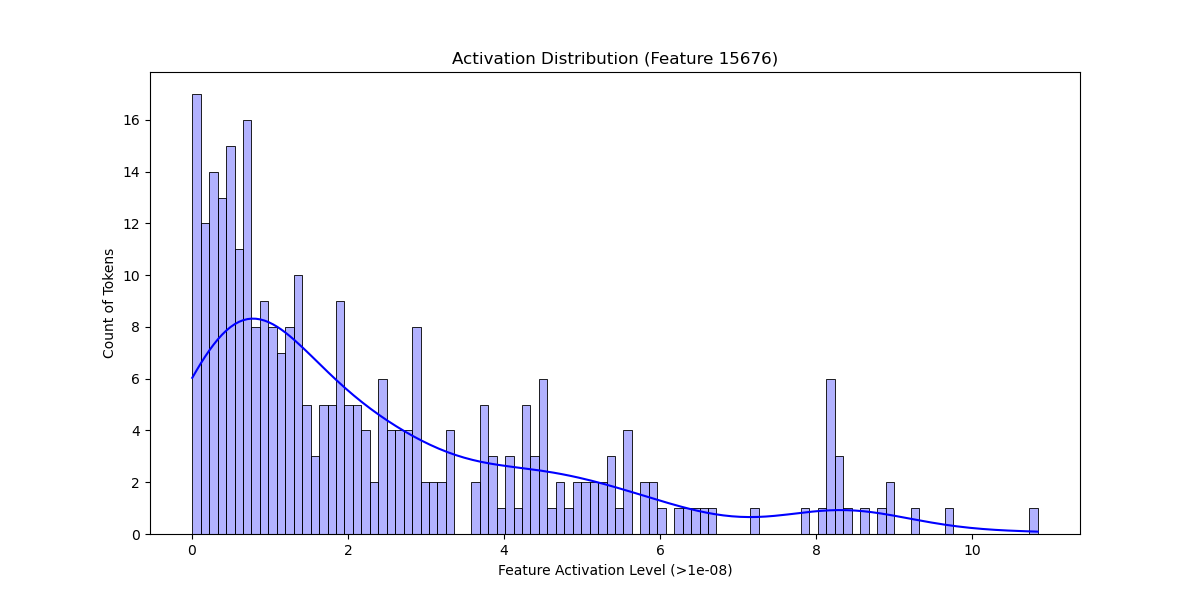 Activation Distribution (Feature 15676)
16
14
12
10
8
6
4
2
0
Count of Tokens
0 2 4 6 8 10
Feature Activation Level (>1e-08)